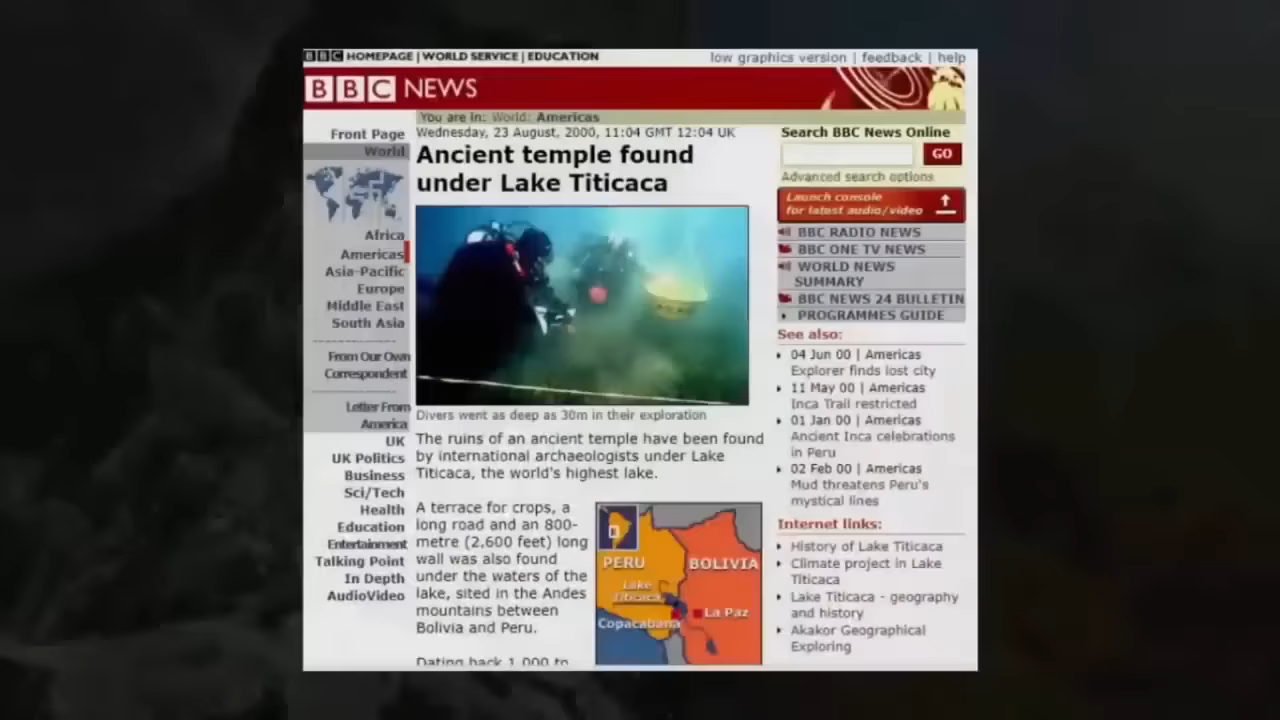 BBC HOMEPAGE | WORLD SERVICE | EDUCATION
low graphics version | feedback | help
BBC NEWS
You are in: World: Americas
Front Page
World
Africa
Americas
Asia-Pacific
Europe
Middle East
South Asia
From Our Own
Correspondent
Letter From
America
UK
UK Politics
Business
Sci/Tech
Health
Education
Entertainment
Talking Point
In Depth
AudioVideo
Wednesday, 23 August, 2000, 11:04 GMT 12:04 UK
Ancient temple found
under Lake Titicaca
Divers went as deep as 30m in their exploration
The ruins of an ancient temple have been found
by international archaeologists under Lake
Titicaca, the world's highest lake.
A terrace for crops, a
long road and an 800-
metre (2,600 feet) long
wall was also found
under the waters of the
lake, sited in the Andes
mountains between
Bolivia and Peru.
Dating back 1,000 to
PERU
BOLIVIA
Lake
Titicaca
La Paz
Copacabana
Search BBC News Online
GO
Advanced search options
Launch console
for latest audio/video
BBC RADIO NEWS
BBC ONE TV NEWS
WORLD NEWS
SUMMARY
BBC NEWS 24 BULLETIN
PROGRAMMES GUIDE
See also:
04 Jun 00 | Americas
Explorer finds lost city
11 May 00 | Americas
Inca Trail restricted
01 Jan 00 | Americas
Ancient Inca celebrations
in Peru
02 Feb 00 | Americas
Mud threatens Peru's
mystical lines
Internet links:
History of Lake Titicaca
Climate project in Lake
Titicaca
Lake Titicaca - geography
and history
Akakor Geographical
Exploring